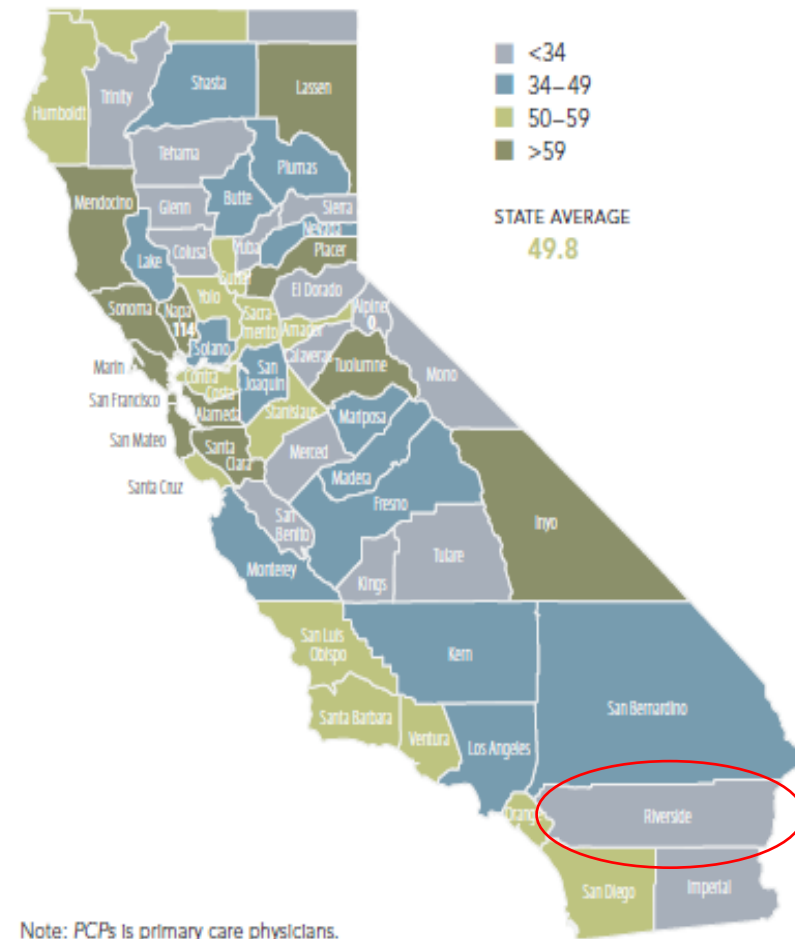 <34
34–49
50–59
>59
STATE AVERAGE
49.8
Humboldt
Trinity
Shasta
Lassen
Tehama
Plumas
Mendocino
Glenn
Butte
Sierra
Nevada
Lake
Colusa
Yuba
Placer
Sutter
El Dorado
Sonoma
Napa
114
Yolo
Sacra-
mento
Amador
Alpine
0
Solano
Calaveras
Tuolumne
Mono
Marin
Contra
Costa
San
Joaquin
San Francisco
Alameda
Stanislaus
Mariposa
San Mateo
Santa
Clara
Merced
Madera
Santa Cruz
Fresno
Inyo
San
Benito
Tulare
Monterey
Kings
San Luis
Obispo
Kern
San Bernardino
Santa Barbara
Ventura
Los Angeles
Orang
Riverside
San Diego
Imperial
Note: PCPs is primary care physicians.